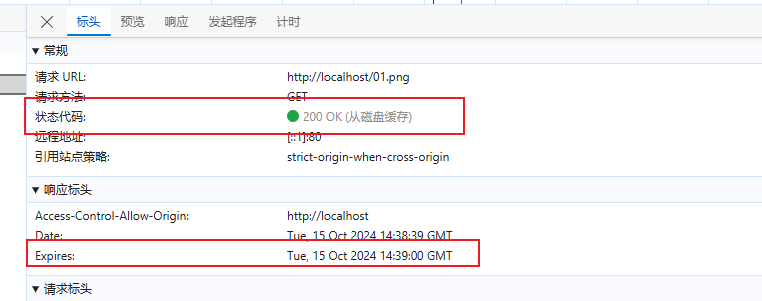 标头 预览 响应 发起程序 计时
▼ 常规
请求 URL: http://localhost/01.png
请求方法: GET
状态代码: 200 OK (从磁盘缓存)
远程地址: [::1]:80
引用站点策略: strict-origin-when-cross-origin
▼ 响应标头
Access-Control-Allow-Origin: http://localhost
Date: Tue, 15 Oct 2024 14:38:39 GMT
Expires: Tue, 15 Oct 2024 14:39:00 GMT
▼ 请求标头